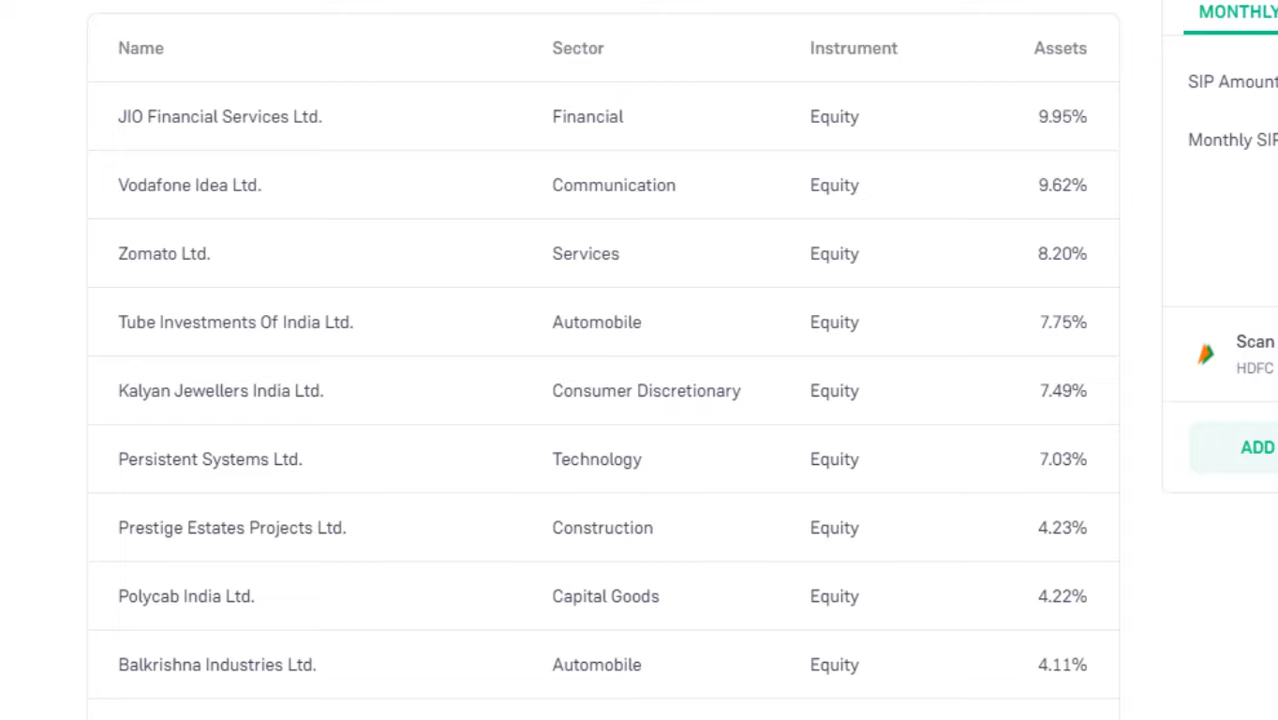 MONTHLY
Name Sector Instrument Assets
SIP Amount
JIO Financial Services Ltd. Financial Equity 9.95%
Monthly SIP
Vodafone Idea Ltd. Communication Equity 9.62%
Zomato Ltd. Services Equity 8.20%
Tube Investments Of India Ltd. Automobile Equity 7.75%
Scan
HDFC
Kalyan Jewellers India Ltd. Consumer Discretionary Equity 7.49%
ADD
Persistent Systems Ltd. Technology Equity 7.03%
Prestige Estates Projects Ltd. Construction Equity 4.23%
Polycab India Ltd. Capital Goods Equity 4.22%
Balkrishna Industries Ltd. Automobile Equity 4.11%